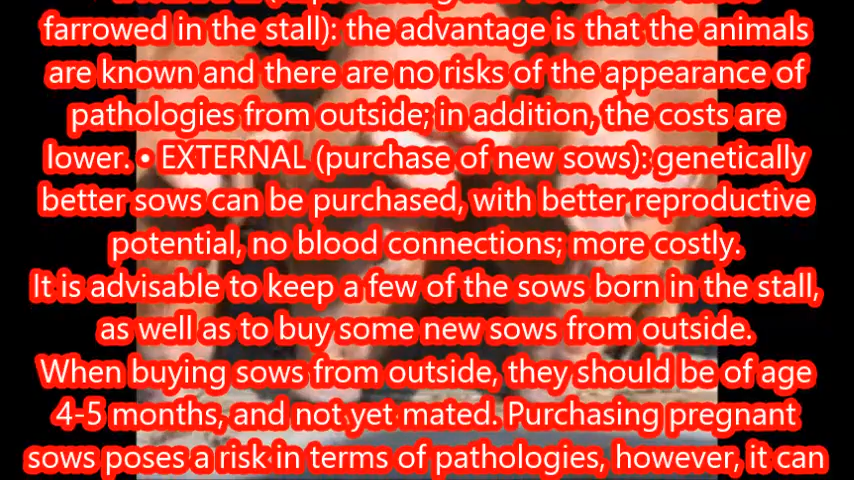 farrowed in the stall): the advantage is that the animals
are known and there are no risks of the appearance of
pathologies from outside; in addition, the costs are
lower. • EXTERNAL (purchase of new sows): genetically
better sows can be purchased, with better reproductive
potential, no blood connections; more costly.
It is advisable to keep a few of the sows born in the stall,
as well as to buy some new sows from outside.
When buying sows from outside, they should be of age
4-5 months, and not yet mated. Purchasing pregnant
sows poses a risk in terms of pathologies, however, it can